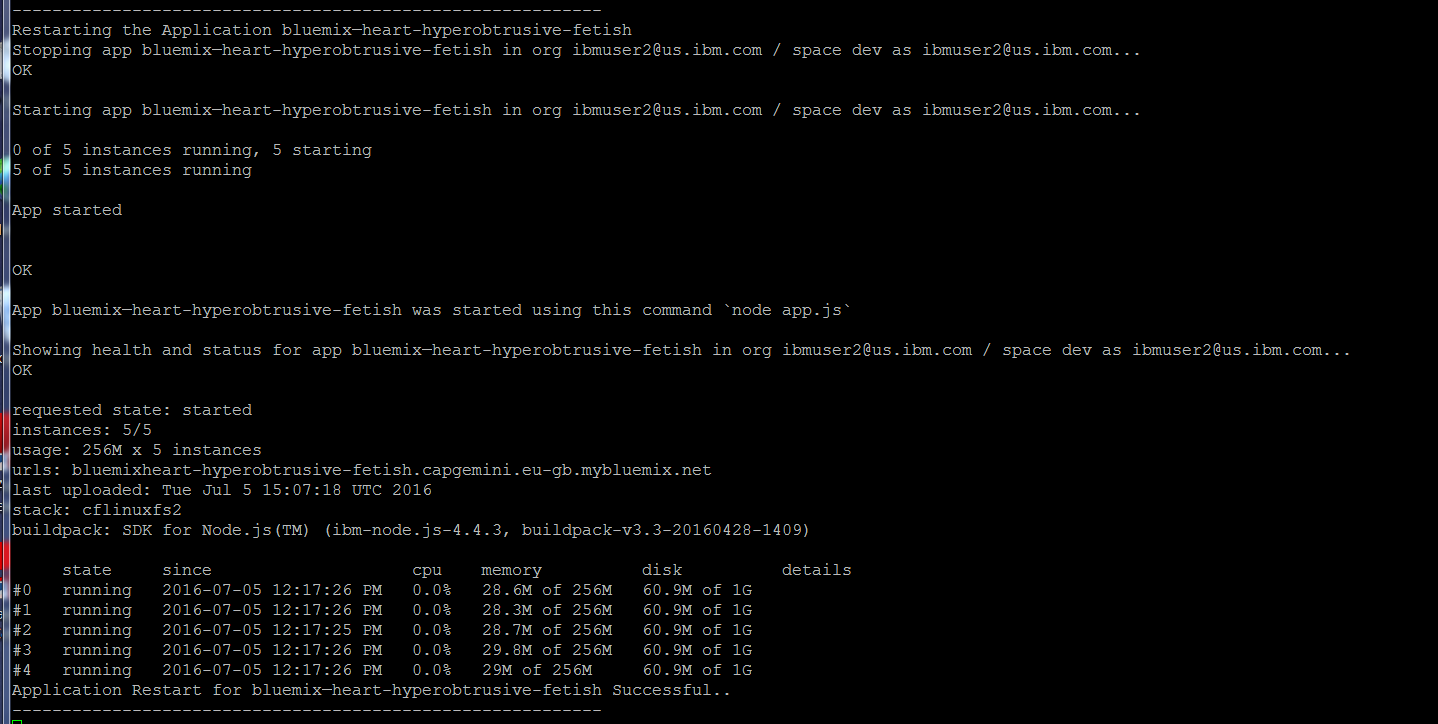 -----------------------------------------------------------
Restarting the Application bluemix—heart-hyperobtrusive-fetish
Stopping app bluemix—heart-hyperobtrusive-fetish in org ibmuser2@us.ibm.com / space dev as ibmuser2@us.ibm.com...
OK
Starting app bluemix—heart-hyperobtrusive-fetish in org ibmuser2@us.ibm.com / space dev as ibmuser2@us.ibm.com...
0 of 5 instances running, 5 starting
5 of 5 instances running
App started
OK
App bluemix—heart-hyperobtrusive-fetish was started using this command `node app.js`
Showing health and status for app bluemix—heart-hyperobtrusive-fetish in org ibmuser2@us.ibm.com / space dev as ibmuser2@us.ibm.com...
OK
requested state: started
instances: 5/5
usage: 256M x 5 instances
urls: bluemixheart-hyperobtrusive-fetish.capgemini.eu-gb.mybluemix.net
last uploaded: Tue Jul 5 15:07:18 UTC 2016
stack: cflinuxfs2
buildpack: SDK for Node.js(TM) (ibm-node.js-4.4.3, buildpack-v3.3-20160428-1409)
     state     since                    cpu    memory          disk          details
#0   running   2016-07-05 12:17:26 PM   0.0%   28.6M of 256M   60.9M of 1G
#1   running   2016-07-05 12:17:26 PM   0.0%   28.3M of 256M   60.9M of 1G
#2   running   2016-07-05 12:17:25 PM   0.0%   28.7M of 256M   60.9M of 1G
#3   running   2016-07-05 12:17:26 PM   0.0%   29.8M of 256M   60.9M of 1G
#4   running   2016-07-05 12:17:26 PM   0.0%   29M of 256M     60.9M of 1G
Application Restart for bluemix—heart-hyperobtrusive-fetish Successful..
-----------------------------------------------------------